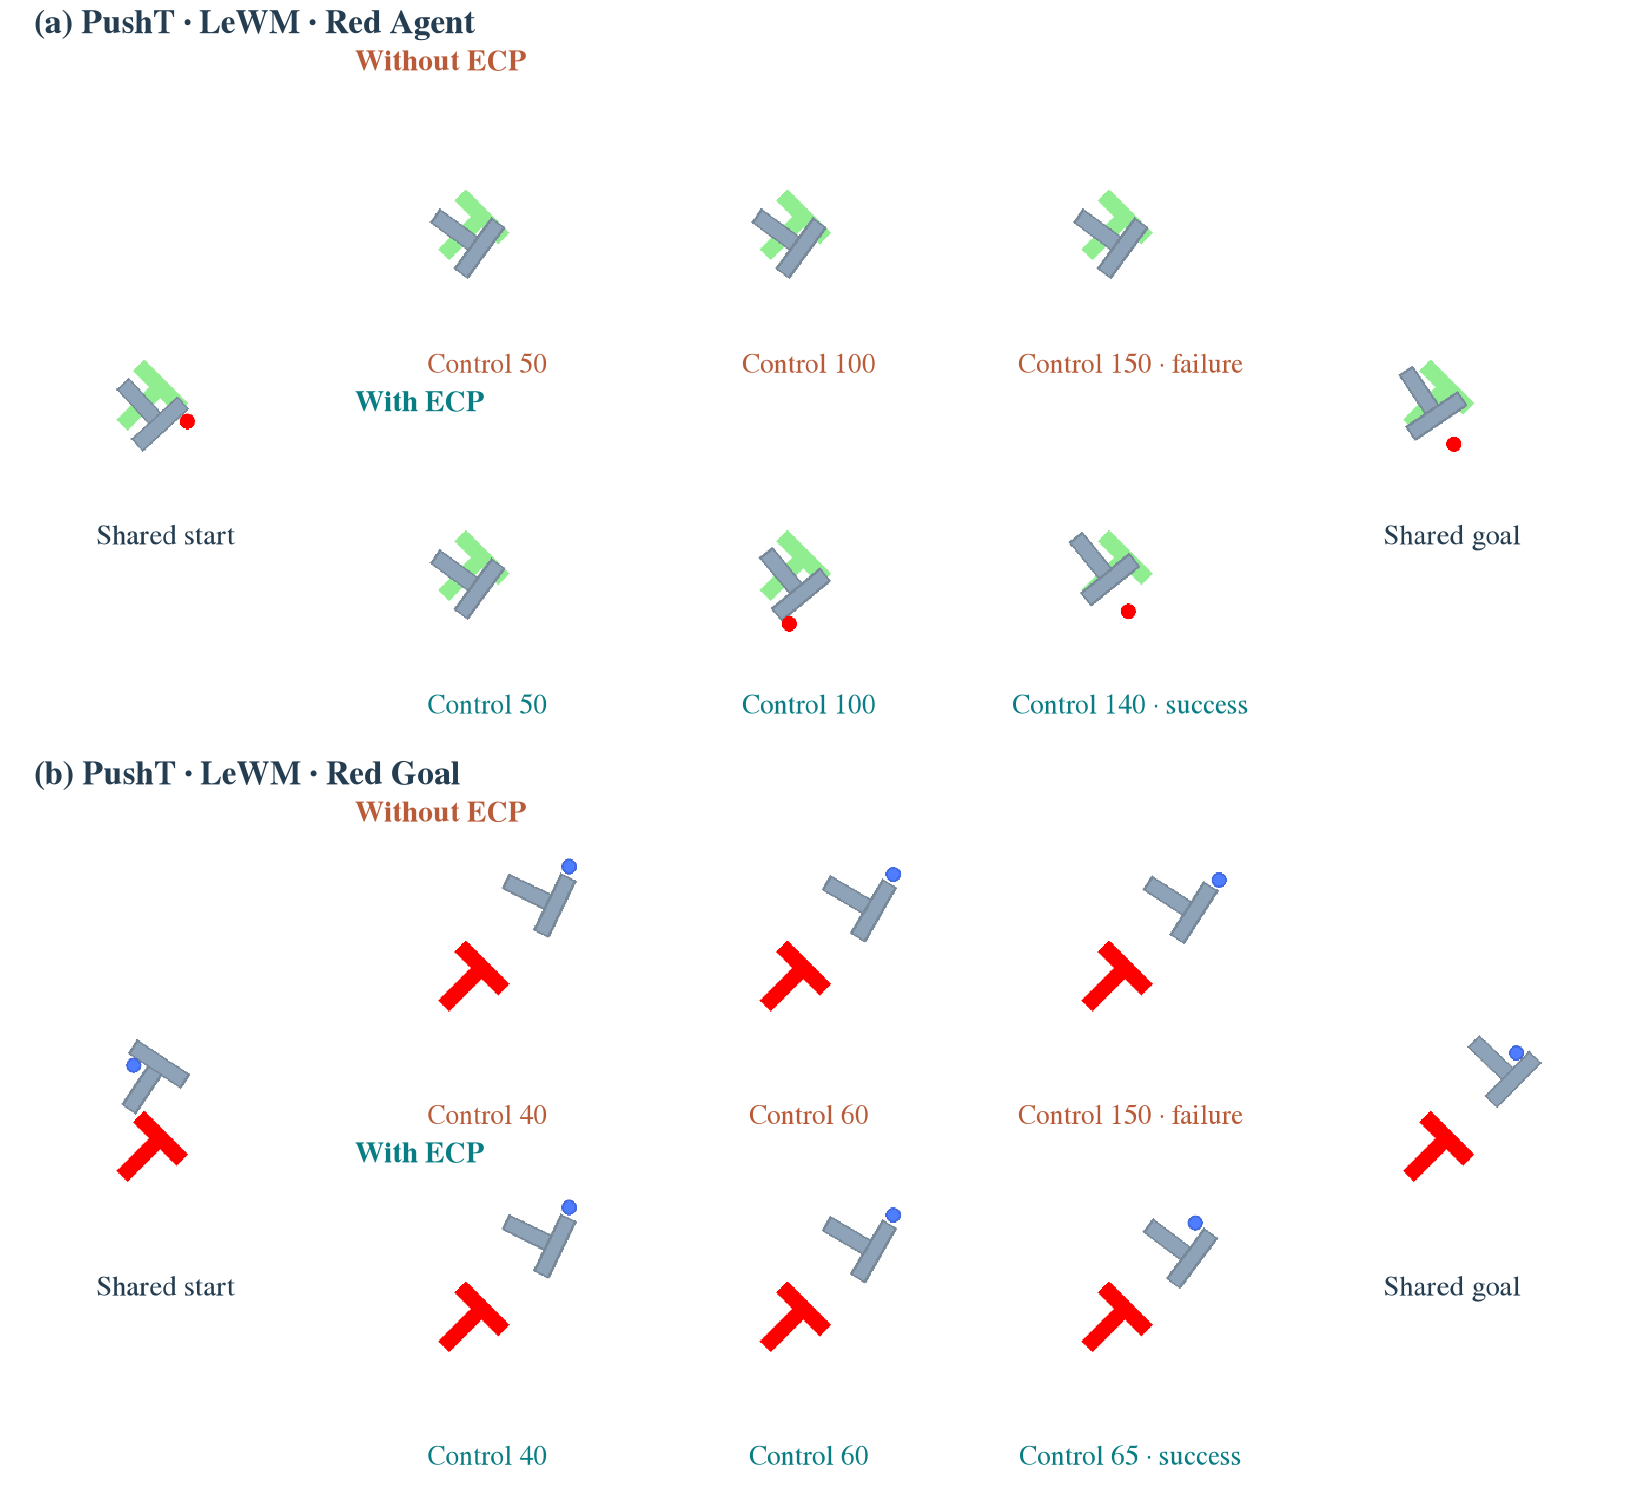 (a) PushT · LeWM · Red Agent
Without ECP
Control 50
Control 100
Control 150 · failure
With ECP
Shared start
Shared goal
Control 50
Control 100
Control 140 · success
(b) PushT · LeWM · Red Goal
Without ECP
Control 40
Control 60
Control 150 · failure
With ECP
Shared start
Shared goal
Control 40
Control 60
Control 65 · success